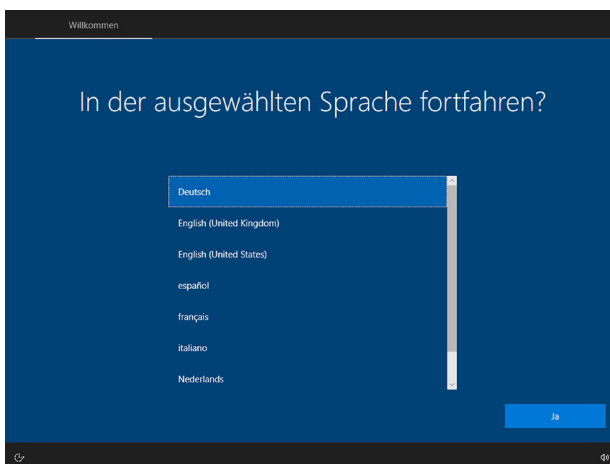 Willkommen
In der ausgewählten Sprache fortfahren?
Deutsch
English (United Kingdom)
English (United States)
español
français
italiano
Nederlands
Ja